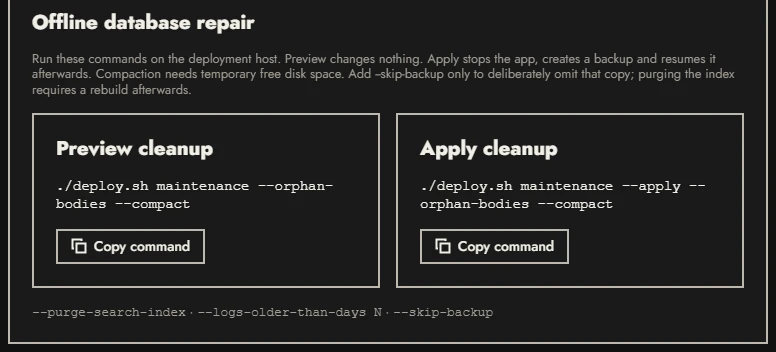 Offline database repair
Run these commands on the deployment host. Preview changes nothing. Apply stops the app, creates a backup and resumes it
afterwards. Compaction needs temporary free disk space. Add –skip-backup only to deliberately omit that copy; purging the index
requires a rebuild afterwards.
Preview cleanup
./deploy.sh maintenance --orphan-
bodies --compact
Copy command
Apply cleanup
./deploy.sh maintenance --apply --
orphan-bodies --compact
Copy command
--purge-search-index · --logs-older-than-days N · --skip-backup